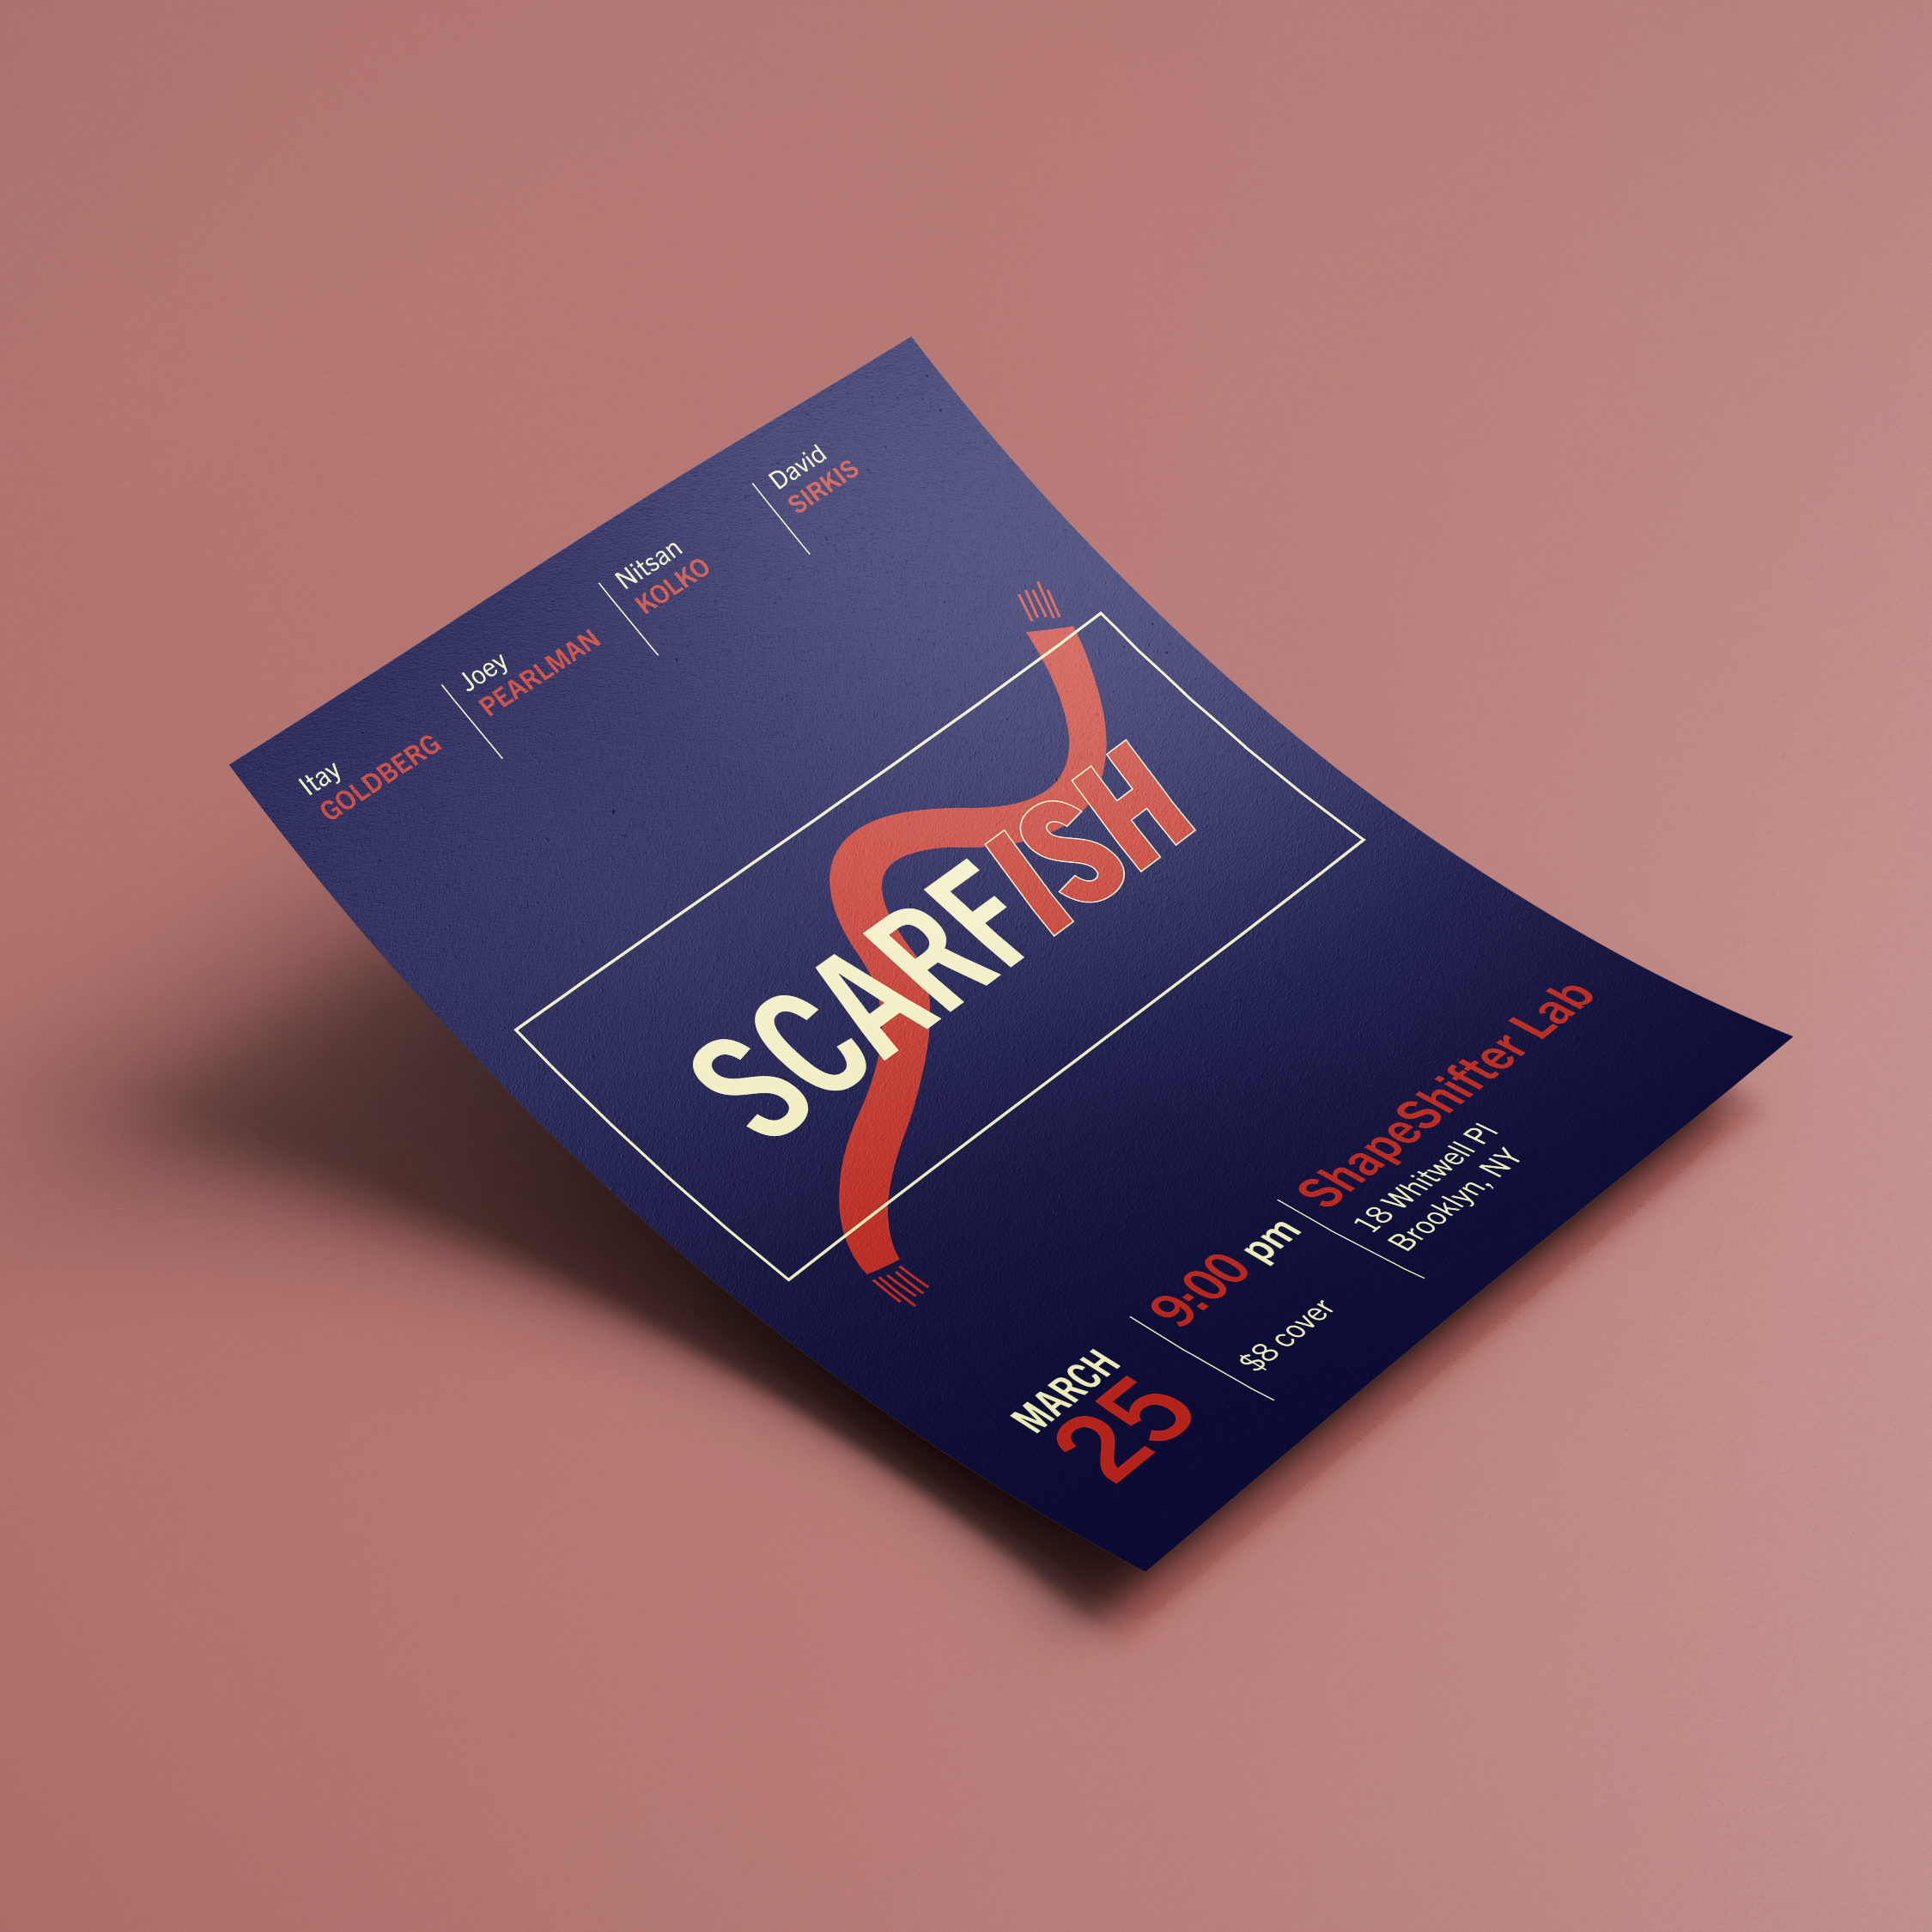 Itay
GOLDBERG
Joey
PEARLMAN
Nitsan
KOLKO
David
SIRKIS
SCARFISH
MARCH
25
9:00 pm
$8 cover
ShapeShifter Lab
18 Whitwell Pl
Brooklyn, NY